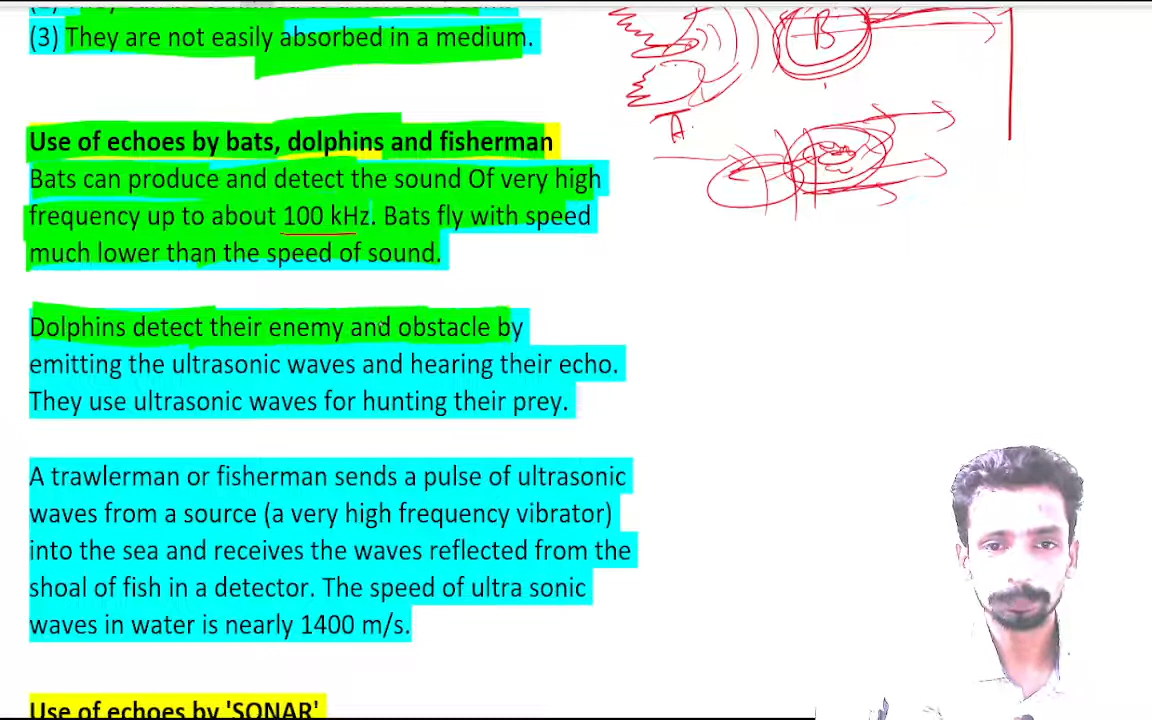 (3) They are not easily absorbed in a medium.
B
A
Use of echoes by bats, dolphins and fisherman
Bats can produce and detect the sound Of very high
frequency up to about 100 kHz. Bats fly with speed
much lower than the speed of sound.
Dolphins detect their enemy and obstacle by
emitting the ultrasonic waves and hearing their echo.
They use ultrasonic waves for hunting their prey.
A trawlerman or fisherman sends a pulse of ultrasonic
waves from a source (a very high frequency vibrator)
into the sea and receives the waves reflected from the
shoal of fish in a detector. The speed of ultra sonic
waves in water is nearly 1400 m/s.
Use of echoes by 'SONAR'